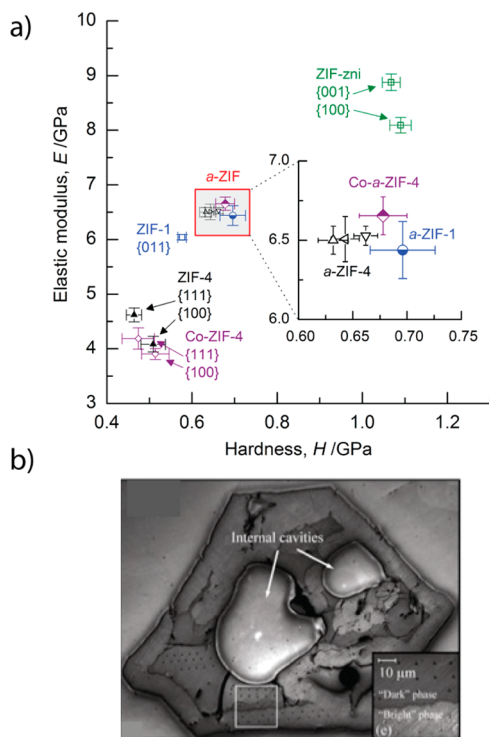 a)
10
9
8
7
6
5
4
3
Elastic modulus, E /GPa
ZIF-zni
{001}
{100}
a-ZIF
ZIF-1
{011}
ZIF-4
{111}
{100}
Co-ZIF-4
{111}
{100}
7.0
6.5
6.0
Co-a-ZIF-4
a-ZIF-1
a-ZIF-4
0.60 0.65 0.70 0.75
0.4 0.6 0.8 1.0 1.2
Hardness, H /GPa
b)
Internal cavities
10 μm
"Dark" phase
"Bright" phase
(c)